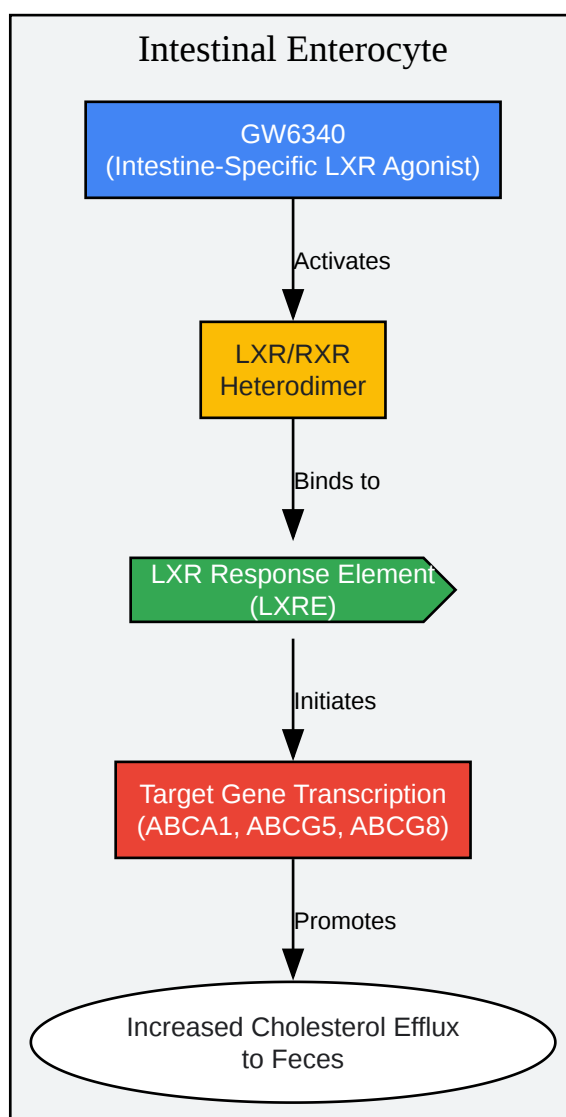 Intestinal Enterocyte
GW6340
(Intestine-Specific LXR Agonist)
Activates
LXR/RXR
Heterodimer
Binds to
LXR Response Element
(LXRE)
Initiates
Target Gene Transcription
(ABCA1, ABCG5, ABCG8)
Promotes
Increased Cholesterol Efflux
to Feces